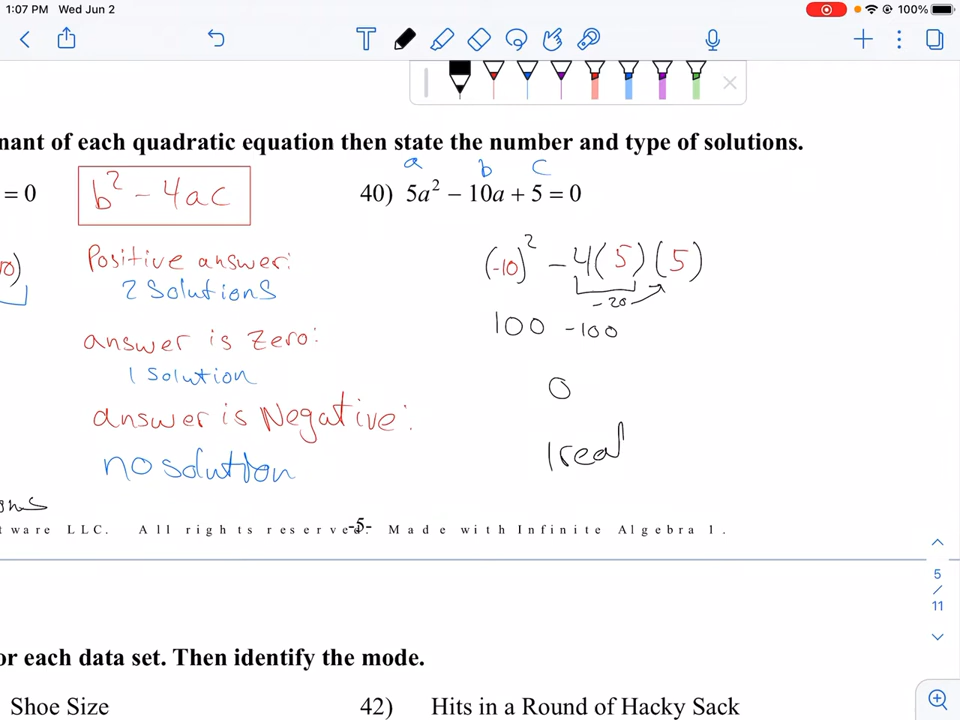 1:07 PM Wed Jun 2
100%
T
nant of each quadratic equation then state the number and type of solutions.
a b c
= 0
b² - 4ac
40) 5a² − 10a + 5 = 0
(-10)² - 4(5)(5)
-20
100 -100
0
1 real
Positive answer:
2 Solutions
answer is Zero:
1 Solution
answer is Negative:
no solution
-5-
tware LLC. All rights reserved. Made with Infinite Algebra 1.
5
/
11
or each data set. Then identify the mode.
Shoe Size
42) Hits in a Round of Hacky Sack